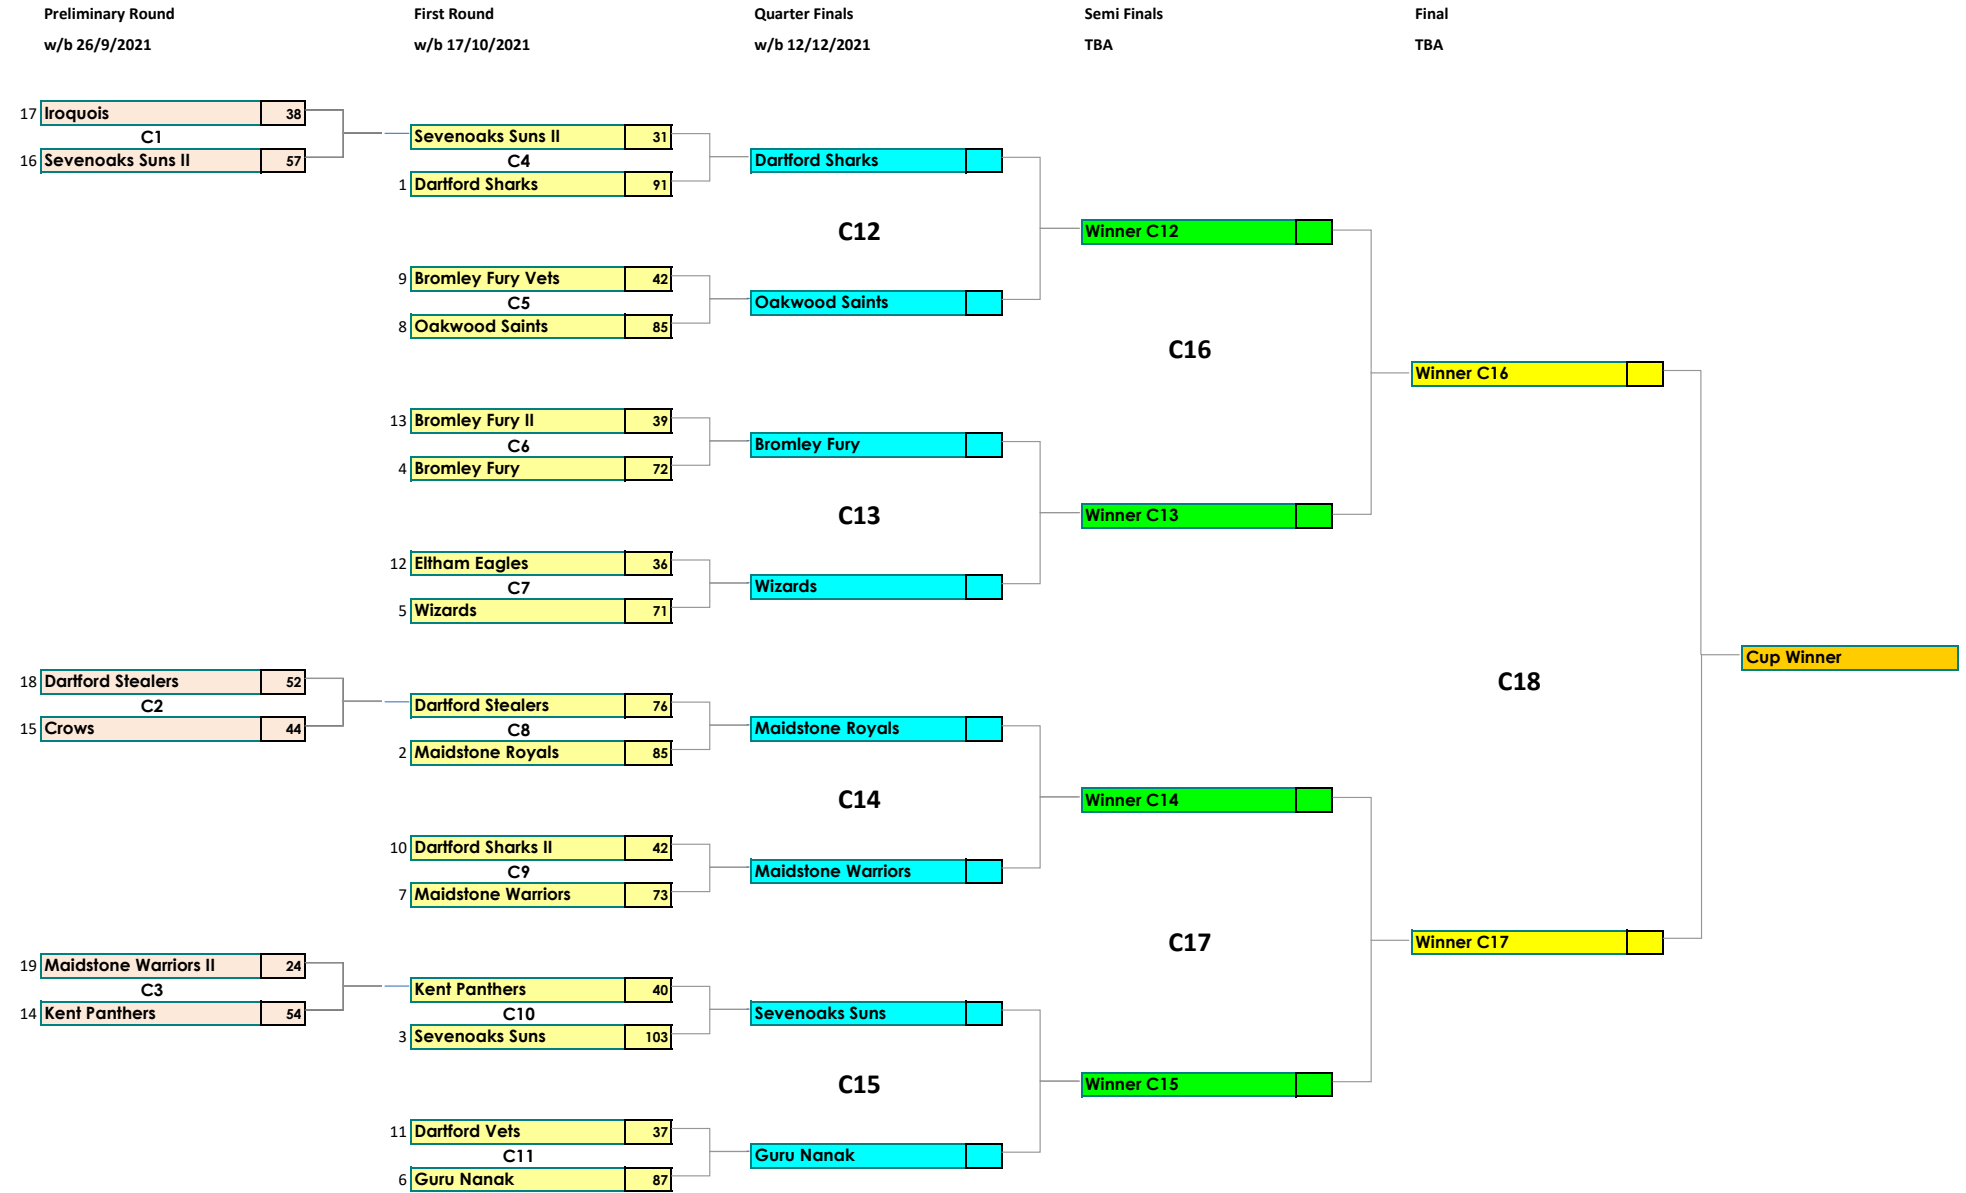 Preliminary Round
w/b 26/9/2021
First Round
w/b 17/10/2021
Quarter Finals
w/b 12/12/2021
Semi Finals
TBA
Final
TBA
17 Iroquois 38
C1
16 Sevenoaks Suns II 57
18 Dartford Stealers 52
C2
15 Crows 44
19 Maidstone Warriors II 24
C3
14 Kent Panthers 54
Sevenoaks Suns II 31
C4
1 Dartford Sharks 91
9 Bromley Fury Vets 42
C5
8 Oakwood Saints 85
13 Bromley Fury II 39
C6
4 Bromley Fury 72
12 Eltham Eagles 36
C7
5 Wizards 71
Dartford Stealers 76
C8
2 Maidstone Royals 85
10 Dartford Sharks II 42
C9
7 Maidstone Warriors 73
Kent Panthers 40
C10
3 Sevenoaks Suns 103
11 Dartford Vets 37
C11
6 Guru Nanak 87
Dartford Sharks
C12
Oakwood Saints
Bromley Fury
C13
Wizards
Maidstone Royals
C14
Maidstone Warriors
Sevenoaks Suns
C15
Guru Nanak
Winner C12
C16
Winner C13
Winner C14
C17
Winner C15
Winner C16
C18
Winner C17
Cup Winner